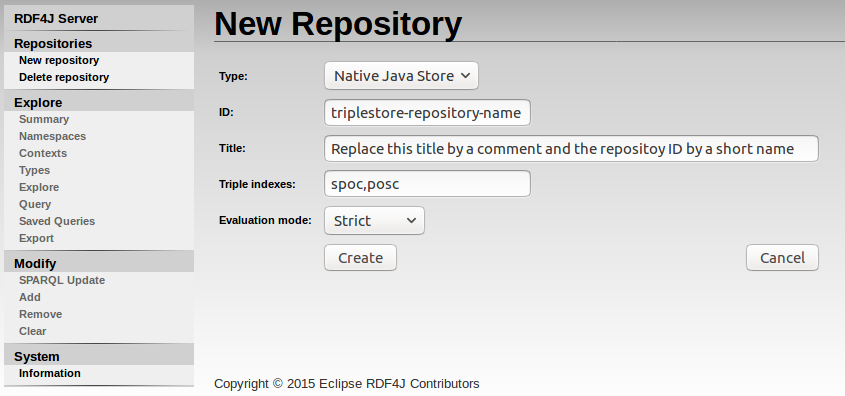 RDF4J Server
Repositories
New repository
Delete repository
Explore
Summary
Namespaces
Contexts
Types
Explore
Query
Saved Queries
Export
Modify
SPARQL Update
Add
Remove
Clear
System
Information
New Repository
Type: Native Java Store
ID: triplestore-repository-name
Title: Replace this title by a comment and the repositoy ID by a short name
Triple indexes: spoc,posc
Evaluation mode: Strict
Create Cancel
Copyright © 2015 Eclipse RDF4J Contributors